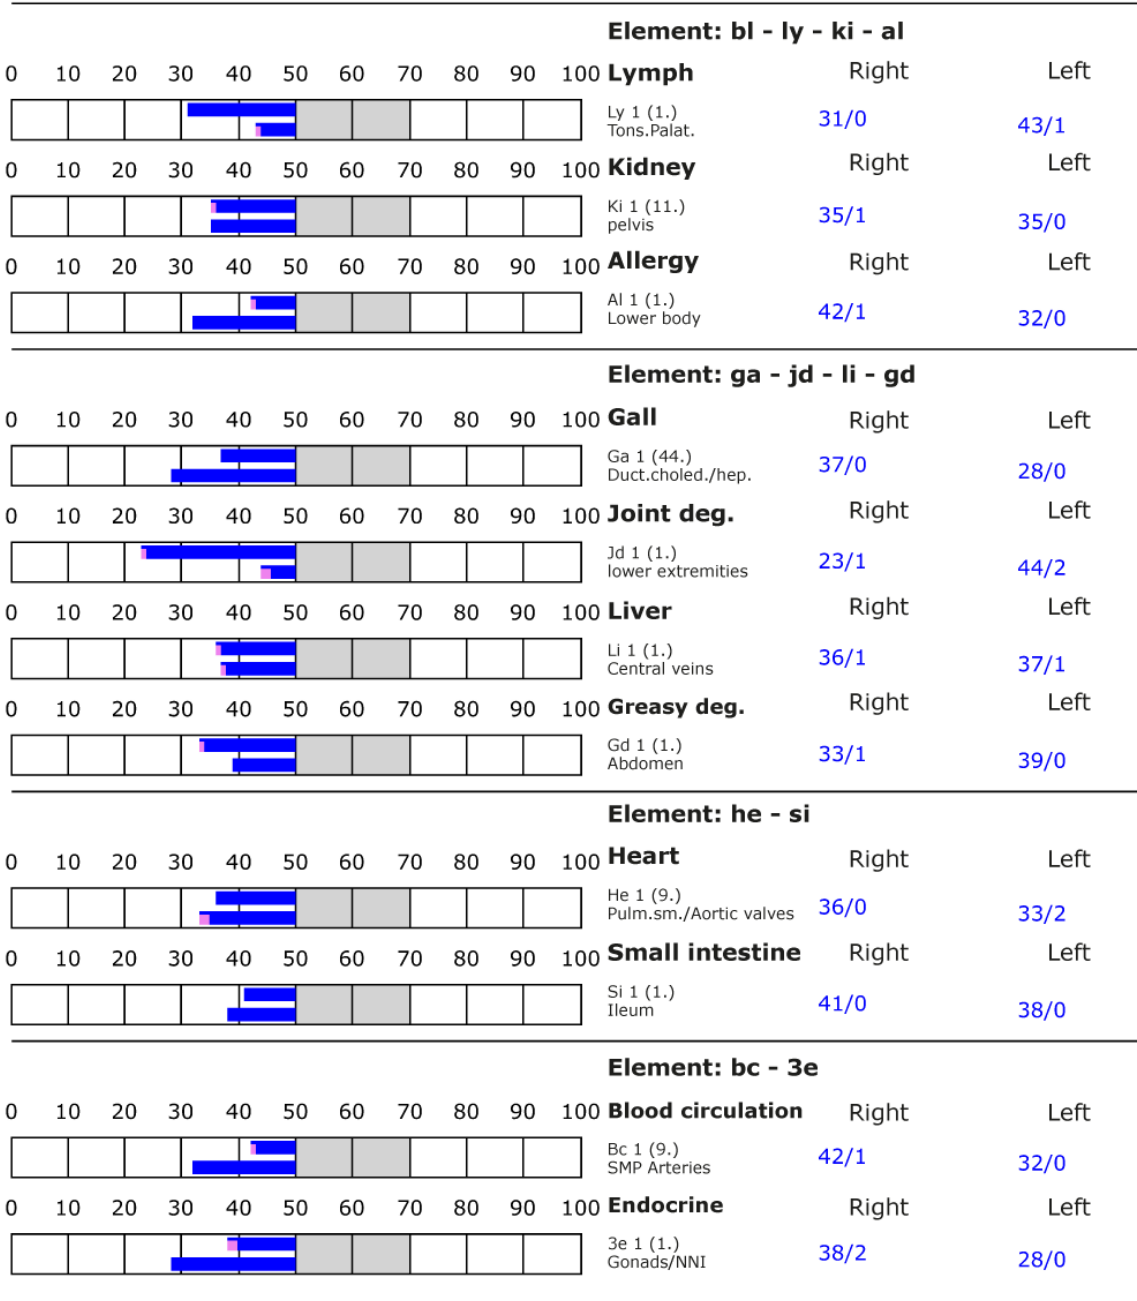 Element: bl - ly - ki - al
0 10 20 30 40 50 60 70 80 90 100 Lymph Right Left
Ly 1 (1.) 31/0 43/1
Tons.Palat.
0 10 20 30 40 50 60 70 80 90 100 Kidney Right Left
Ki 1 (11.) 35/1 35/0
pelvis
0 10 20 30 40 50 60 70 80 90 100 Allergy Right Left
Al 1 (1.) 42/1 32/0
Lower body
Element: ga - jd - li - gd
0 10 20 30 40 50 60 70 80 90 100 Gall Right Left
Ga 1 (44.) 37/0 28/0
Duct.choled./hep.
0 10 20 30 40 50 60 70 80 90 100 Joint deg. Right Left
Jd 1 (1.) 23/1 44/2
lower extremities
0 10 20 30 40 50 60 70 80 90 100 Liver Right Left
Li 1 (1.) 36/1 37/1
Central veins
0 10 20 30 40 50 60 70 80 90 100 Greasy deg. Right Left
Gd 1 (1.) 33/1 39/0
Abdomen
Element: he - si
0 10 20 30 40 50 60 70 80 90 100 Heart Right Left
He 1 (9.) 36/0 33/2
Pulm.sm./Aortic valves
0 10 20 30 40 50 60 70 80 90 100 Small intestine Right Left
Si 1 (1.) 41/0 38/0
Ileum
Element: bc - 3e
0 10 20 30 40 50 60 70 80 90 100 Blood circulation Right Left
Bc 1 (9.) 42/1 32/0
SMP Arteries
0 10 20 30 40 50 60 70 80 90 100 Endocrine Right Left
3e 1 (1.) 38/2 28/0
Gonads/NNI